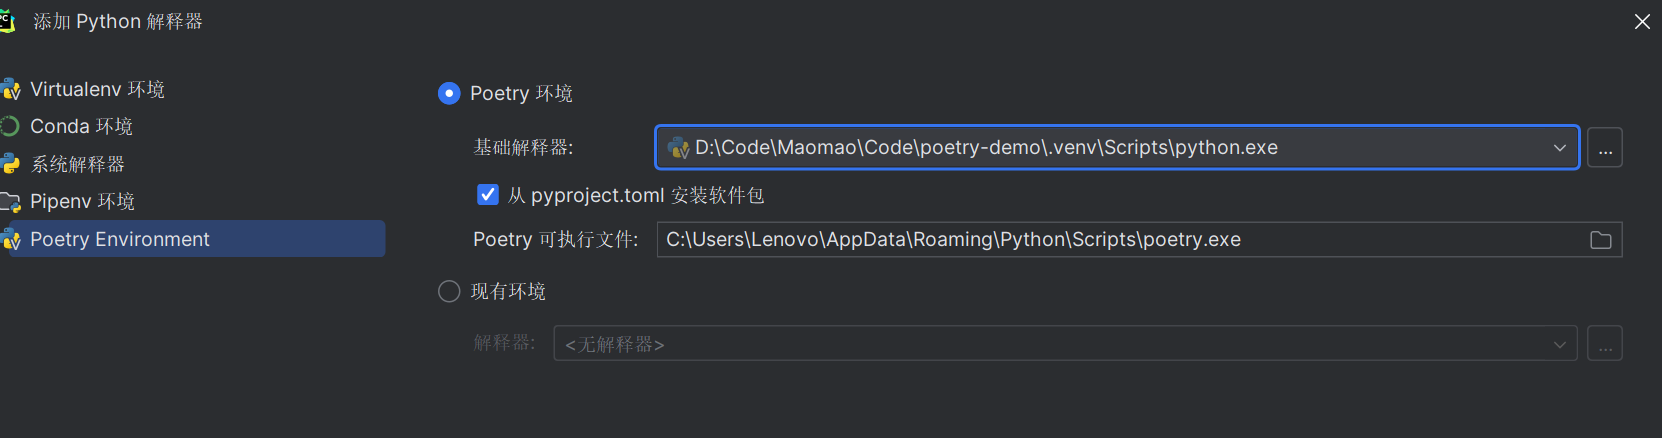 添加 Python 解释器
Virtualenv 环境
Conda 环境
系统解释器
Pipenv 环境
Poetry Environment
Poetry 环境
基础解释器: D:\Code\Maomao\Code\poetry-demo\.venv\Scripts\python.exe ...
从 pyproject.toml 安装软件包
Poetry 可执行文件: C:\Users\Lenovo\AppData\Roaming\Python\Scripts\poetry.exe
现有环境
解释器: <无解释器> ...